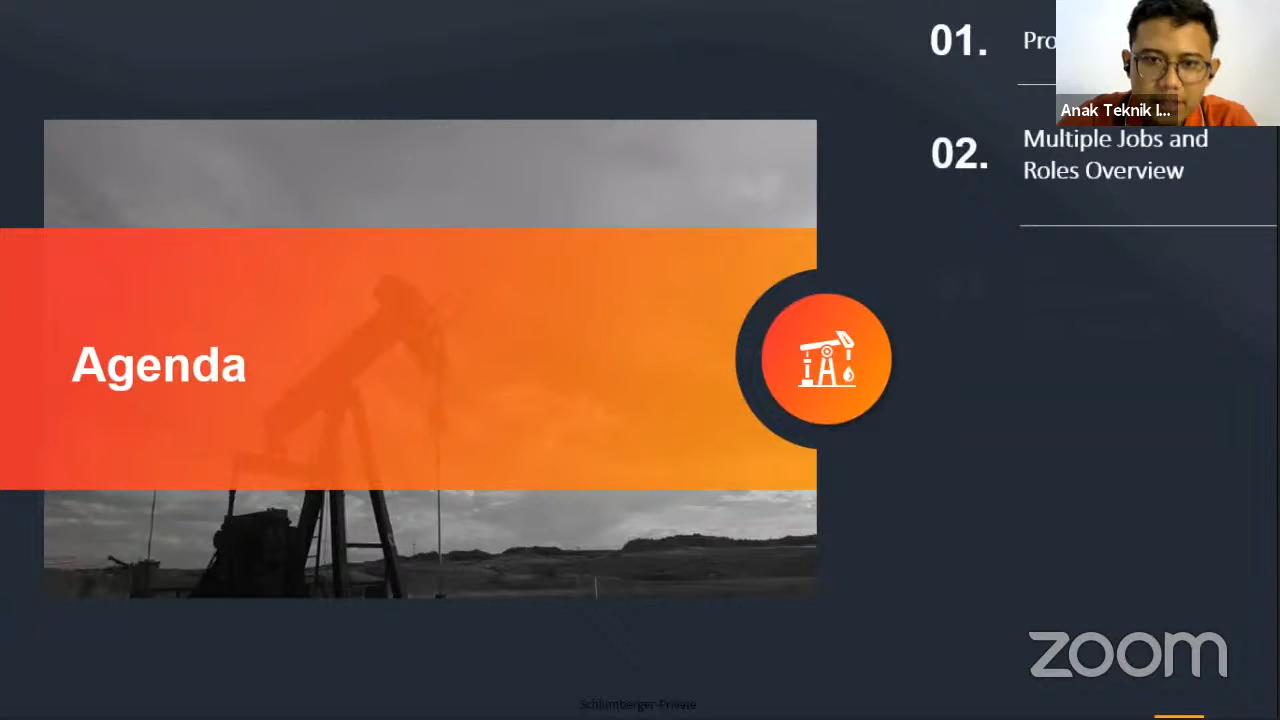 01.
Pro
Anak Teknik I...
02.
Multiple Jobs and
Roles Overview
Agenda
zoom
Schlumberger-Private